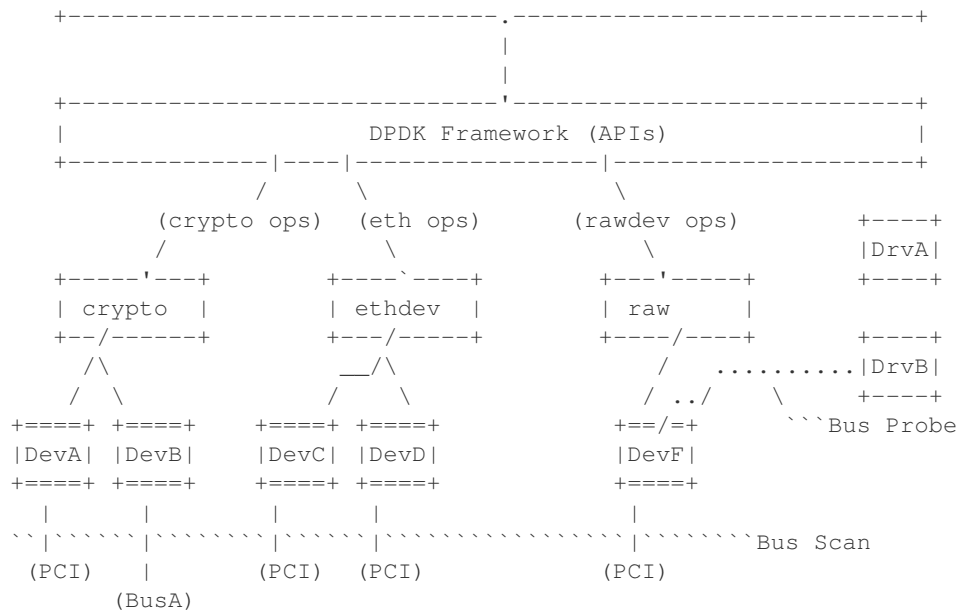 DPDK Framework (APIs)
(crypto ops) (eth ops) (rawdev ops)
DrvA
crypto ethdev raw
DrvB
Bus Probe
DevA DevB DevC DevD DevF
Bus Scan
(PCI) (PCI) (PCI) (PCI)
(BusA)